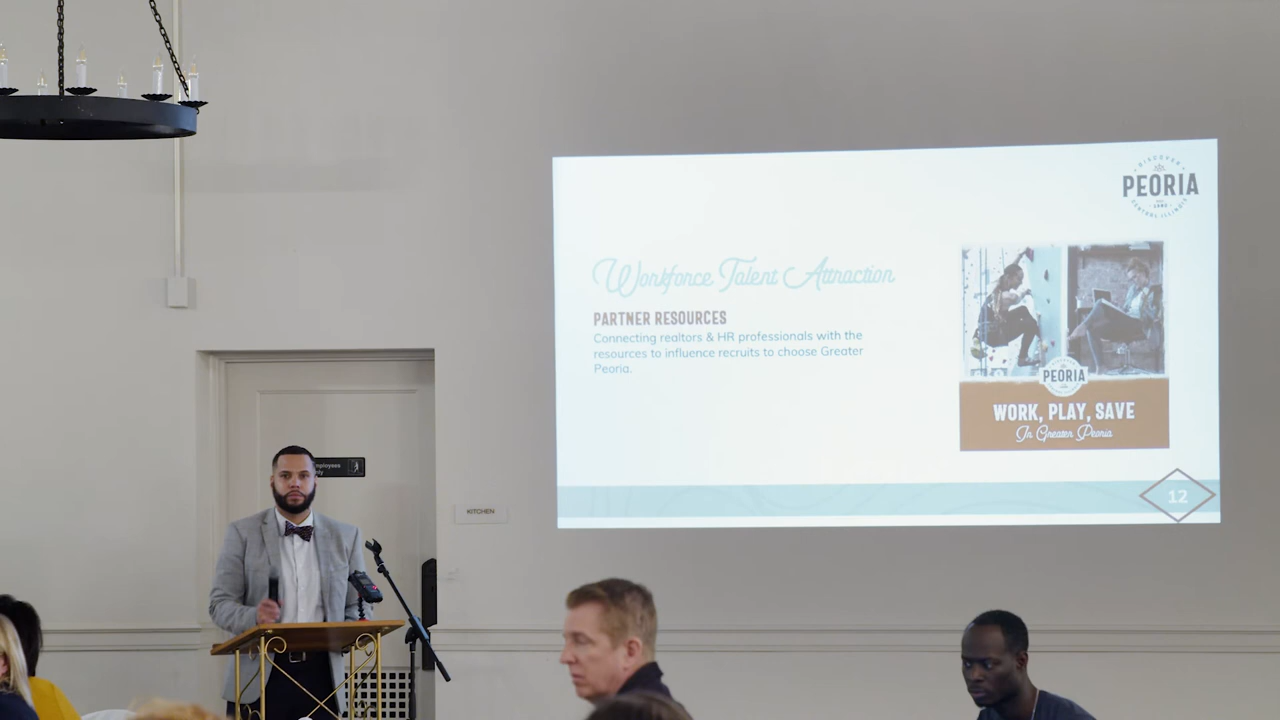 DISCOVER
PEORIA
CENTRAL ILLINOIS
Workforce Talent Attraction
PARTNER RESOURCES
Connecting realtors & HR professionals with the
resources to influence recruits to choose Greater
Peoria.
PEORIA
WORK, PLAY, SAVE
In Greater Peoria
12
KITCHEN